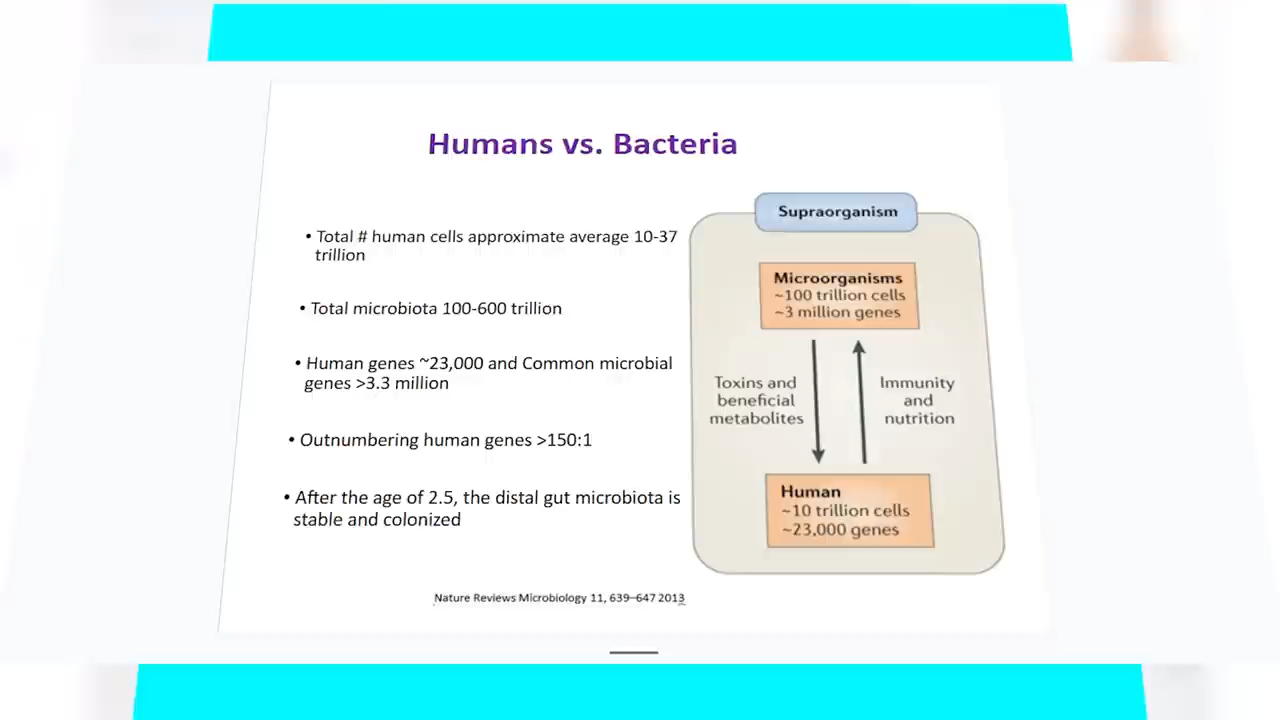 Humans vs. Bacteria
• Total # human cells approximate average 10-37
trillion
• Total microbiota 100-600 trillion
• Human genes ~23,000 and Common microbial
genes >3.3 million
• Outnumbering human genes >150:1
• After the age of 2.5, the distal gut microbiota is
stable and colonized
Supraorganism
Microorganisms
~100 trillion cells
~3 million genes
Toxins and
beneficial
metabolites
Immunity
and
nutrition
Human
~10 trillion cells
~23,000 genes
Nature Reviews Microbiology 11, 639–647 2013